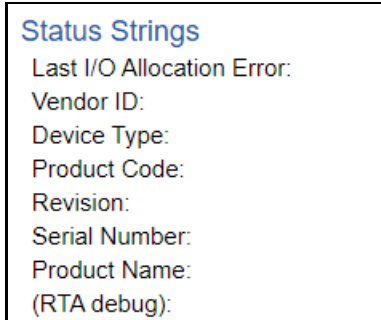 Status Strings
Last I/O Allocation Error:
Vendor ID:
Device Type:
Product Code:
Revision:
Serial Number:
Product Name:
(RTA debug):